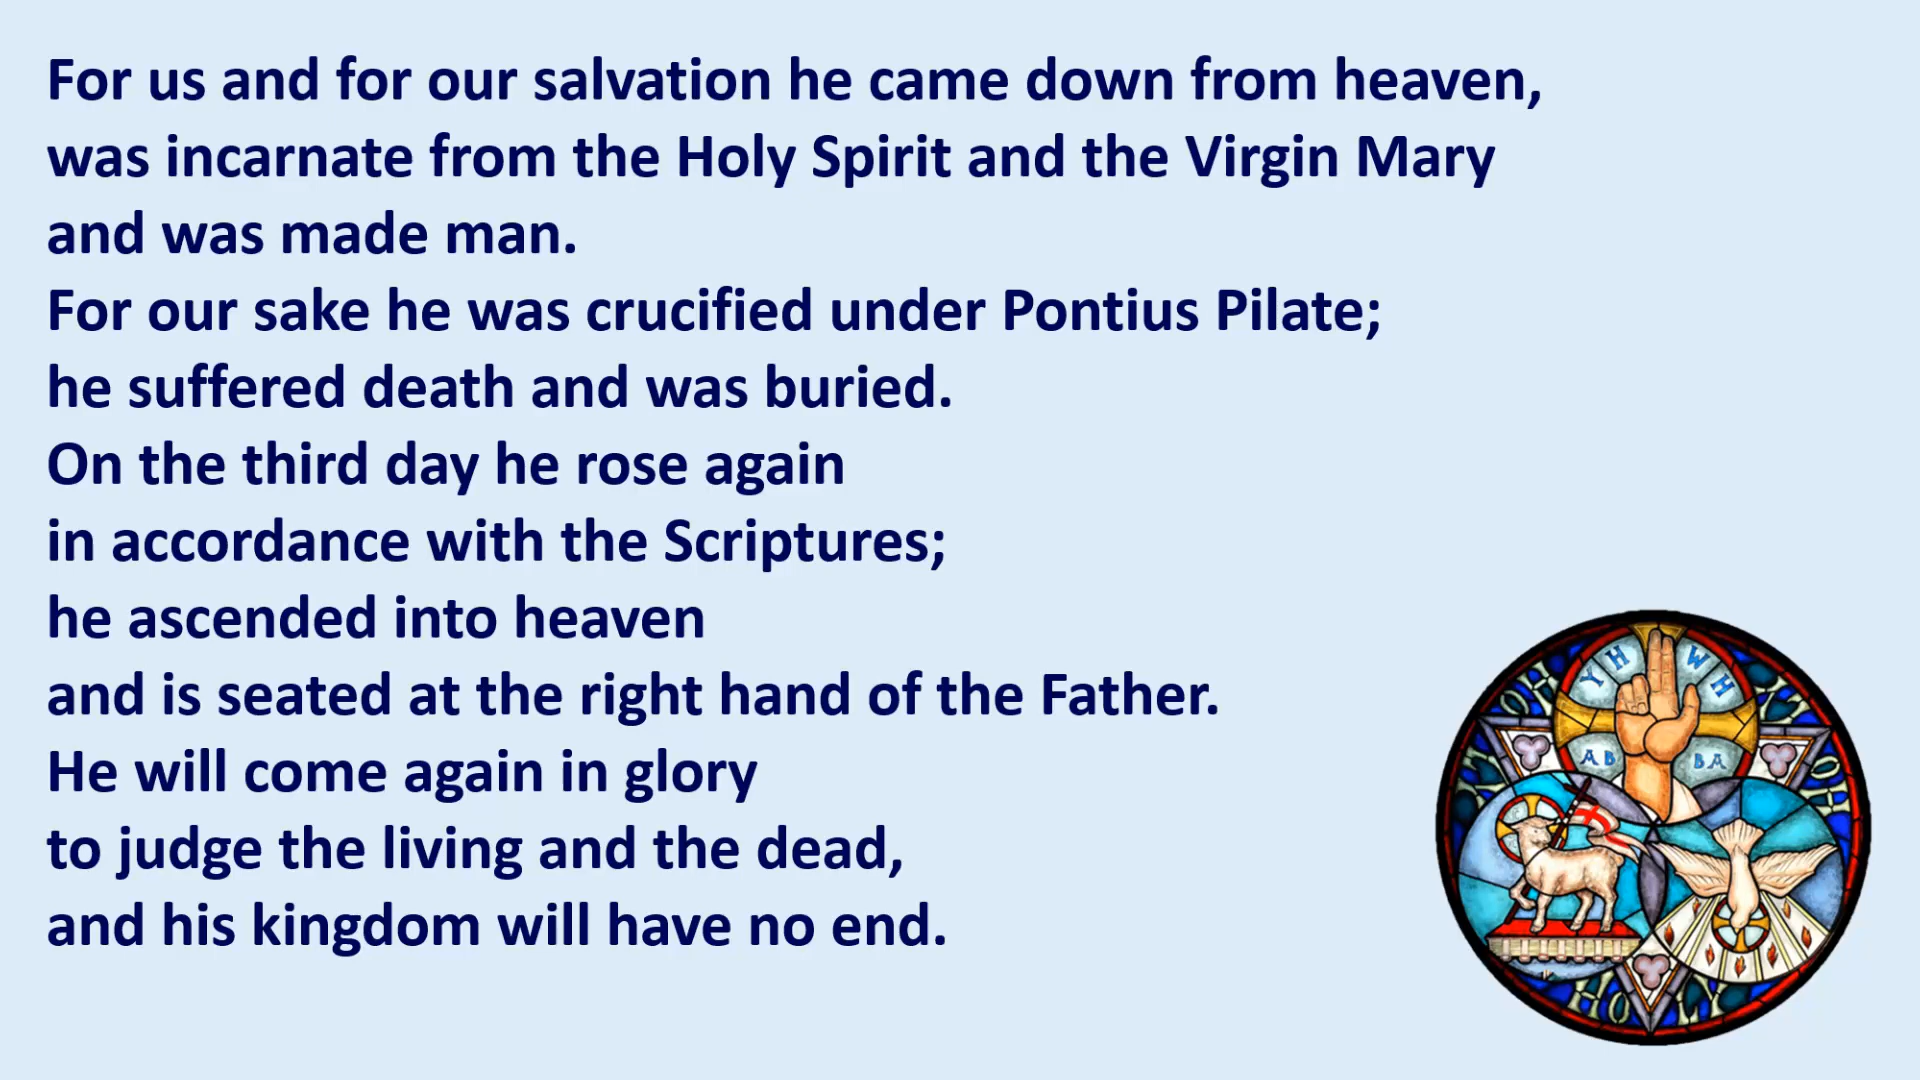 For us and for our salvation he came down from heaven,
was incarnate from the Holy Spirit and the Virgin Mary
and was made man.
For our sake he was crucified under Pontius Pilate;
he suffered death and was buried.
On the third day he rose again
in accordance with the Scriptures;
he ascended into heaven
and is seated at the right hand of the Father.
He will come again in glory
to judge the living and the dead,
and his kingdom will have no end.
YH WH
AB BA